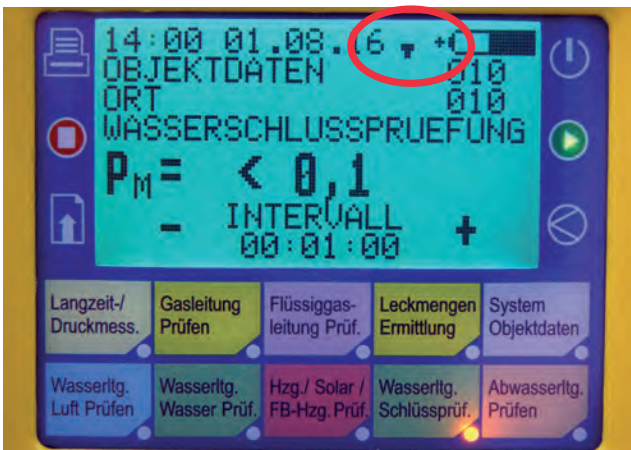 14:00 01.08.16
OBJEKTDATEN 010
ORT 010
WASSERSCHLUSSPRUEFUNG
PM= < 0,1
- INTERVALL +
00:01:00
Langzeit-/
Druckmess.
Gasleitung
Prüfen
Flüssiggas-
leitung Prüf.
Leckmengen
Ermittlung
System
Objektdaten
Wasserltg.
Luft Prüfen
Wasserltg.
Wasser Prüf.
Hzg./ Solar /
FB-Hzg. Prüf.
Wasserltg.
Schlüssprüf.
Abwasserltg.
Prüfen